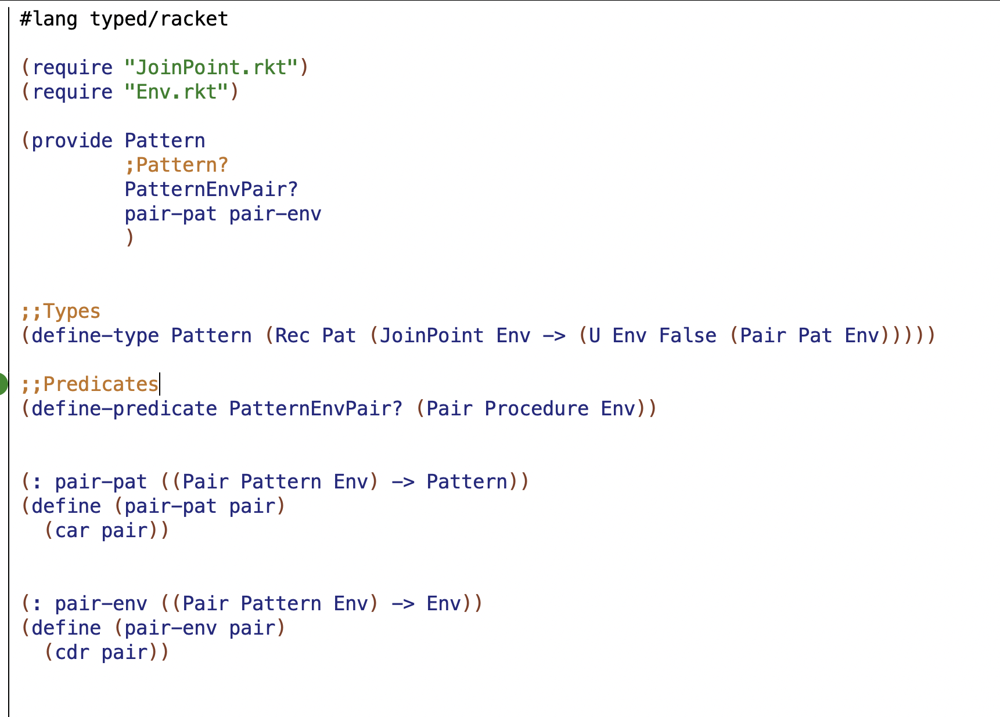 #lang typed/racket
(require "JoinPoint.rkt")
(require "Env.rkt")
(provide Pattern
;Pattern?
PatternEnvPair?
pair-pat pair-env
)
;;Types
(define-type Pattern (Rec Pat (JoinPoint Env -> (U Env False (Pair Pat Env)))))
;;Predicates
(define-predicate PatternEnvPair? (Pair Procedure Env))
(: pair-pat ((Pair Pattern Env) -> Pattern))
(define (pair-pat pair)
(car pair))
(: pair-env ((Pair Pattern Env) -> Env))
(define (pair-env pair)
(cdr pair))